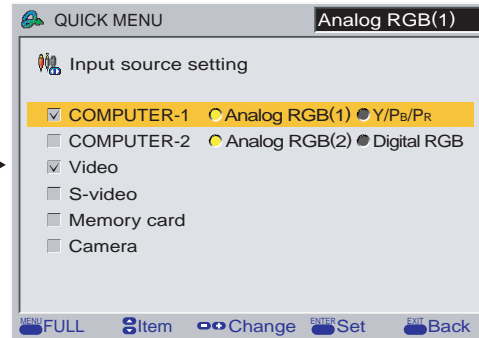 QUICK MENU Analog RGB(1)
Input source setting
COMPUTER-1 Analog RGB(1) Y/PB/PR
COMPUTER-2 Analog RGB(2) Digital RGB
Video
S-video
Memory card
Camera
MENU FULL Item Change ENTER Set EXIT Back